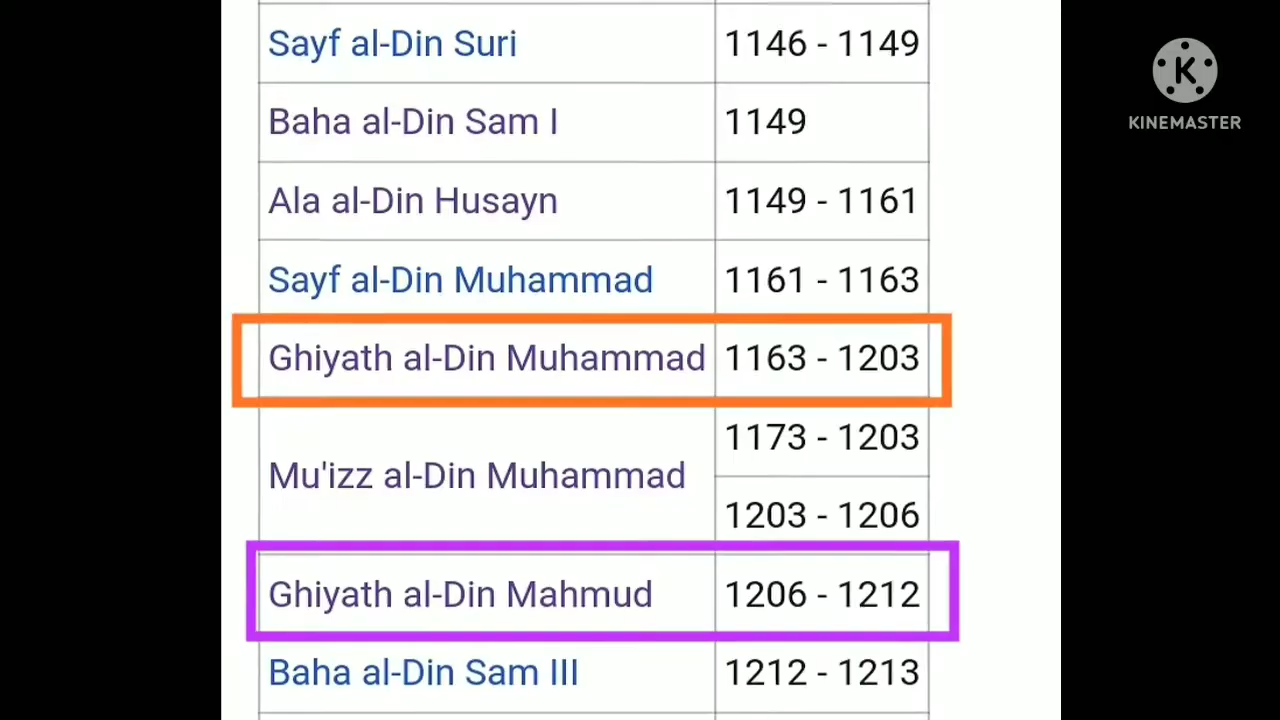 Sayf al-Din Suri 1146 - 1149
Baha al-Din Sam I 1149
Ala al-Din Husayn 1149 - 1161
Sayf al-Din Muhammad 1161 - 1163
Ghiyath al-Din Muhammad 1163 - 1203
Mu'izz al-Din Muhammad 1173 - 1203
1203 - 1206
Ghiyath al-Din Mahmud 1206 - 1212
Baha al-Din Sam III 1212 - 1213
K
KINEMASTER